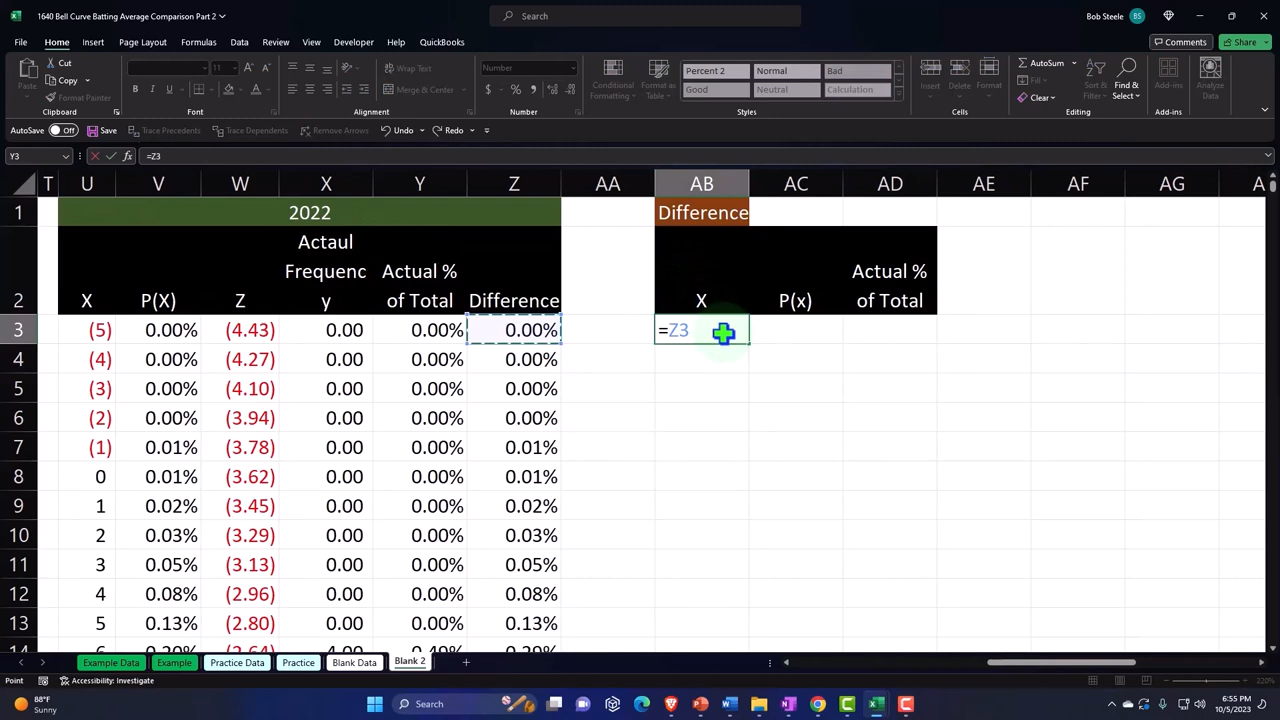 1640 Bell Curve Batting Average Comparison Part 2
Search
Bob Steele BS
File Home Insert Page Layout Formulas Data Review View Developer Automate Help QuickBooks
Comments Share
Paste Cut Copy Format Painter
Clipboard
11
Font
Wrap Text
Merge & Center
Alignment
Number
Number
Conditional Formatting Format as Table
Percent 2 Normal Bad
Good Neutral Calculation
Styles
Insert Delete Format
Cells
AutoSum Fill Clear
Sort & Filter Find & Select
Editing
Add-ins
Add-ins
Analyze Data
AutoSave Off Save Trace Precedents Trace Dependents Remove Arrows Undo Redo
Y3 =Z3
T U V W X Y Z AA AB AC AD AE AF AG A
1 2022 Difference
Actaul
Frequenc Actual % Actual %
2 X P(X) Z y of Total Difference X P(x) of Total
3 (5) 0.00% (4.43) 0.00 0.00% 0.00% =Z3
4 (4) 0.00% (4.27) 0.00 0.00% 0.00%
5 (3) 0.00% (4.10) 0.00 0.00% 0.00%
6 (2) 0.00% (3.94) 0.00 0.00% 0.00%
7 (1) 0.01% (3.78) 0.00 0.00% 0.01%
8 0 0.01% (3.62) 0.00 0.00% 0.01%
9 1 0.02% (3.45) 0.00 0.00% 0.02%
10 2 0.03% (3.29) 0.00 0.00% 0.03%
11 3 0.05% (3.13) 0.00 0.00% 0.05%
12 4 0.08% (2.96) 0.00 0.00% 0.08%
13 5 0.13% (2.80) 0.00 0.00% 0.13%
Example Data Example Practice Data Practice Blank Data Blank 2
Point Accessibility: Investigate 220%
88°F
Sunny
Search
6:55 PM
10/5/2023